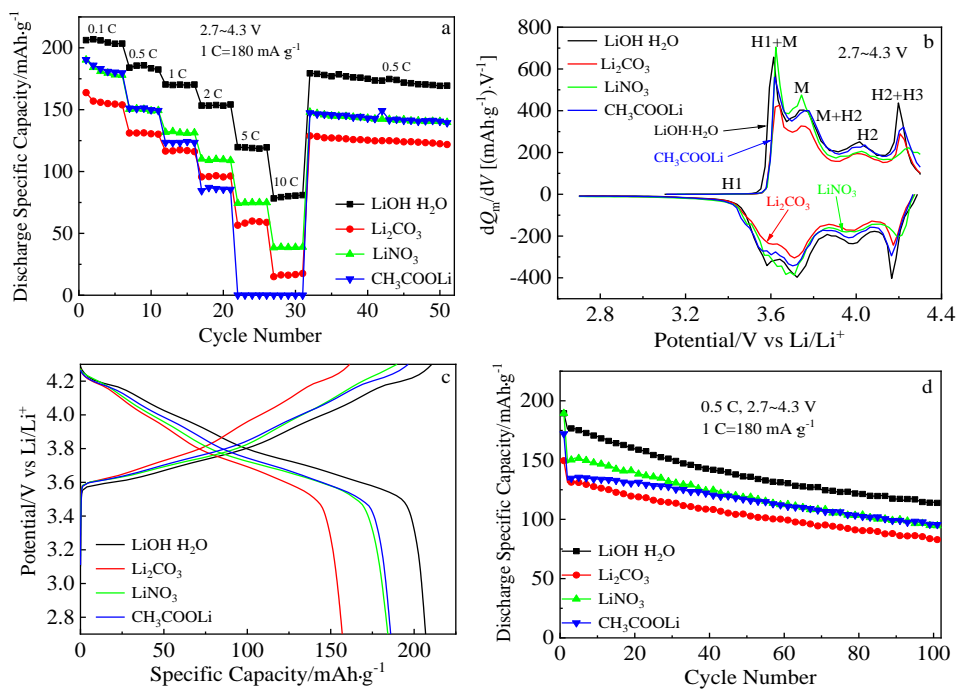 a
0.1 C
0.5 C
1 C
2 C
5 C
10 C
0.5 C
2.7~4.3 V
1 C=180 mA g⁻¹
LiOH H₂O
Li₂CO₃
LiNO₃
CH₃COOLi
Discharge Specific Capacity/mAh·g⁻¹
200
150
100
50
0
0 10 20 30 40 50
Cycle Number
b
LiOH H₂O
Li₂CO₃
LiNO₃
CH₃COOLi
2.7~4.3 V
H1+M
M
M+H2
H2
H2+H3
H1
LiOH·H₂O
CH₃COOLi
Li₂CO₃
LiNO₃
dQₘ/dV [(mAh·g⁻¹)·V⁻¹]
800
600
400
200
0
-200
-400
2.8 3.2 3.6 4.0 4.4
Potential/V vs Li/Li⁺
c
LiOH H₂O
Li₂CO₃
LiNO₃
CH₃COOLi
Potential/V vs Li/Li⁺
4.2
3.9
3.6
3.3
3.0
2.8
0 50 100 150 200
Specific Capacity/mAh·g⁻¹
d
0.5 C, 2.7~4.3 V
1 C=180 mA g⁻¹
LiOH H₂O
Li₂CO₃
LiNO₃
CH₃COOLi
Discharge Specific Capacity/mAh·g⁻¹
200
150
100
50
0
0 20 40 60 80 100
Cycle Number